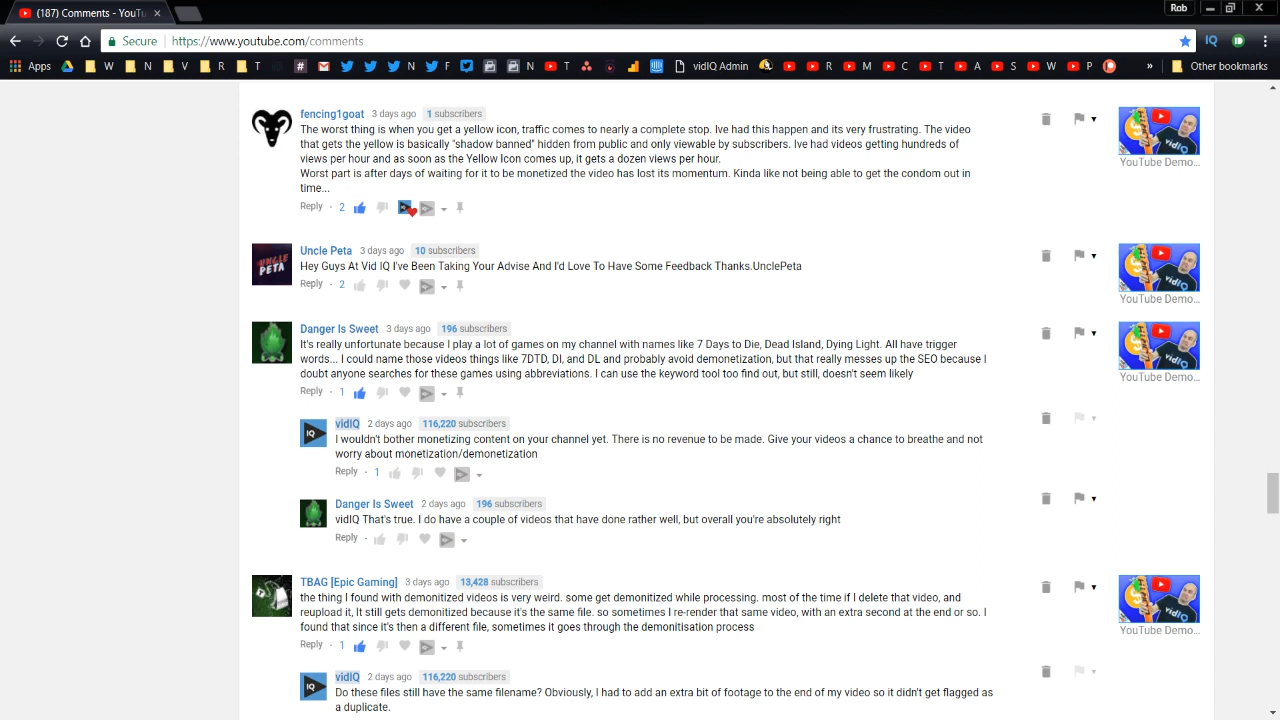 (187) Comments - YouTu
Rob
Secure https://www.youtube.com/comments
IQ
Apps W N V R T # N F N T vidIQ Admin R M C T A S W P » Other bookmarks
fencing1goat 3 days ago 1 subscribers
The worst thing is when you get a yellow icon, traffic comes to nearly a complete stop. Ive had this happen and its very frustrating. The video
that gets the yellow is basically "shadow banned" hidden from public and only viewable by subscribers. Ive had videos getting hundreds of
views per hour and as soon as the Yellow Icon comes up, it gets a dozen views per hour.
Worst part is after days of waiting for it to be monetized the video has lost its momentum. Kinda like not being able to get the condom out in
time...
Reply · 2
YouTube Demo...
UNCLE
PETA
Uncle Peta 3 days ago 10 subscribers
Hey Guys At Vid IQ I've Been Taking Your Advise And I'd Love To Have Some Feedback Thanks.UnclePeta
Reply · 2
vidIQ
YouTube Demo...
Danger Is Sweet 3 days ago 196 subscribers
It's really unfortunate because I play a lot of games on my channel with names like 7 Days to Die, Dead Island, Dying Light. All have trigger
words... I could name those videos things like 7DTD, DI, and DL and probably avoid demonetization, but that really messes up the SEO because I
doubt anyone searches for these games using abbreviations. I can use the keyword tool too find out, but still, doesn't seem likely
Reply · 1
vidIQ
YouTube Demo...
IQ
vidIQ 2 days ago 116,220 subscribers
I wouldn't bother monetizing content on your channel yet. There is no revenue to be made. Give your videos a chance to breathe and not
worry about monetization/demonetization
Reply · 1
Danger Is Sweet 2 days ago 196 subscribers
vidIQ That's true. I do have a couple of videos that have done rather well, but overall you're absolutely right
Reply ·
TBAG [Epic Gaming] 3 days ago 13,428 subscribers
the thing I found with demonitized videos is very weird. some get demonitized while processing. most of the time if I delete that video, and
reupload it, It still gets demonitized because it's the same file. so sometimes I re-render that same video, with an extra second at the end or so. I
found that since it's then a different file sometimes it goes through the demonitisation process
Reply · 1
vidIQ
YouTube Demo...
IQ
vidIQ 2 days ago 116,220 subscribers
Do these files still have the same filename? Obviously, I had to add an extra bit of footage to the end of my video so it didn't get flagged as
a duplicate.